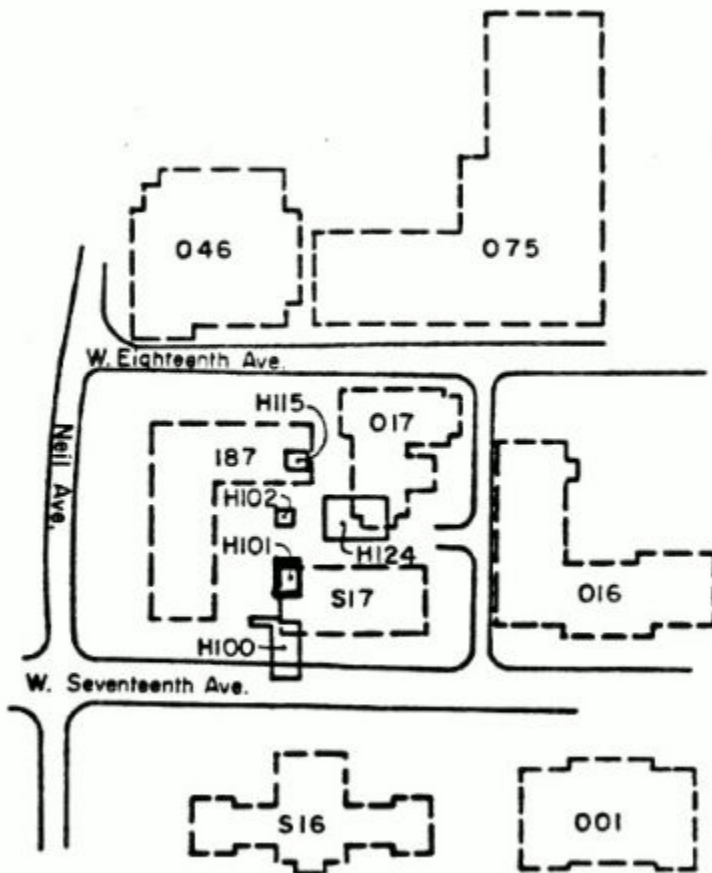 046
075
W. Eighteenth Ave.
Neil Ave.
H115
017
187
H102
H101
H124
S17
016
H100
W. Seventeenth Ave.
S16
001